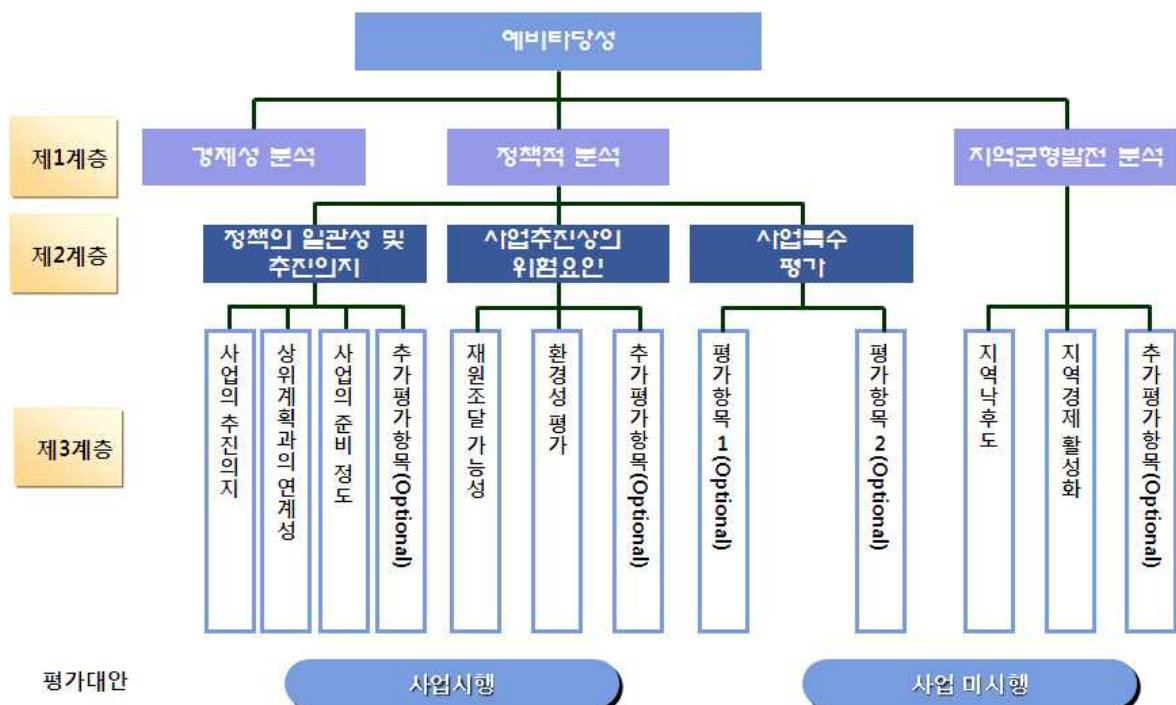 예비타당성
제1계층
경제성 분석
정책적 분석
지역균형발전 분석
제2계층
정책의 일관성 및
추진의지
사업추진상의
위험요인
사업특수
평가
제3계층
사업의 추진의지
상위계획과의 연계성
사업의 준비 정도
추가평가항목(Optional)
재원조달 가능성
환경성 평가
추가평가항목(Optional)
평가항목 1 (Optional)
평가항목 2 (Optional)
지역낙후도
지역경제 활성화
추가평가항목(Optional)
평가대안
사업시행
사업 미시행